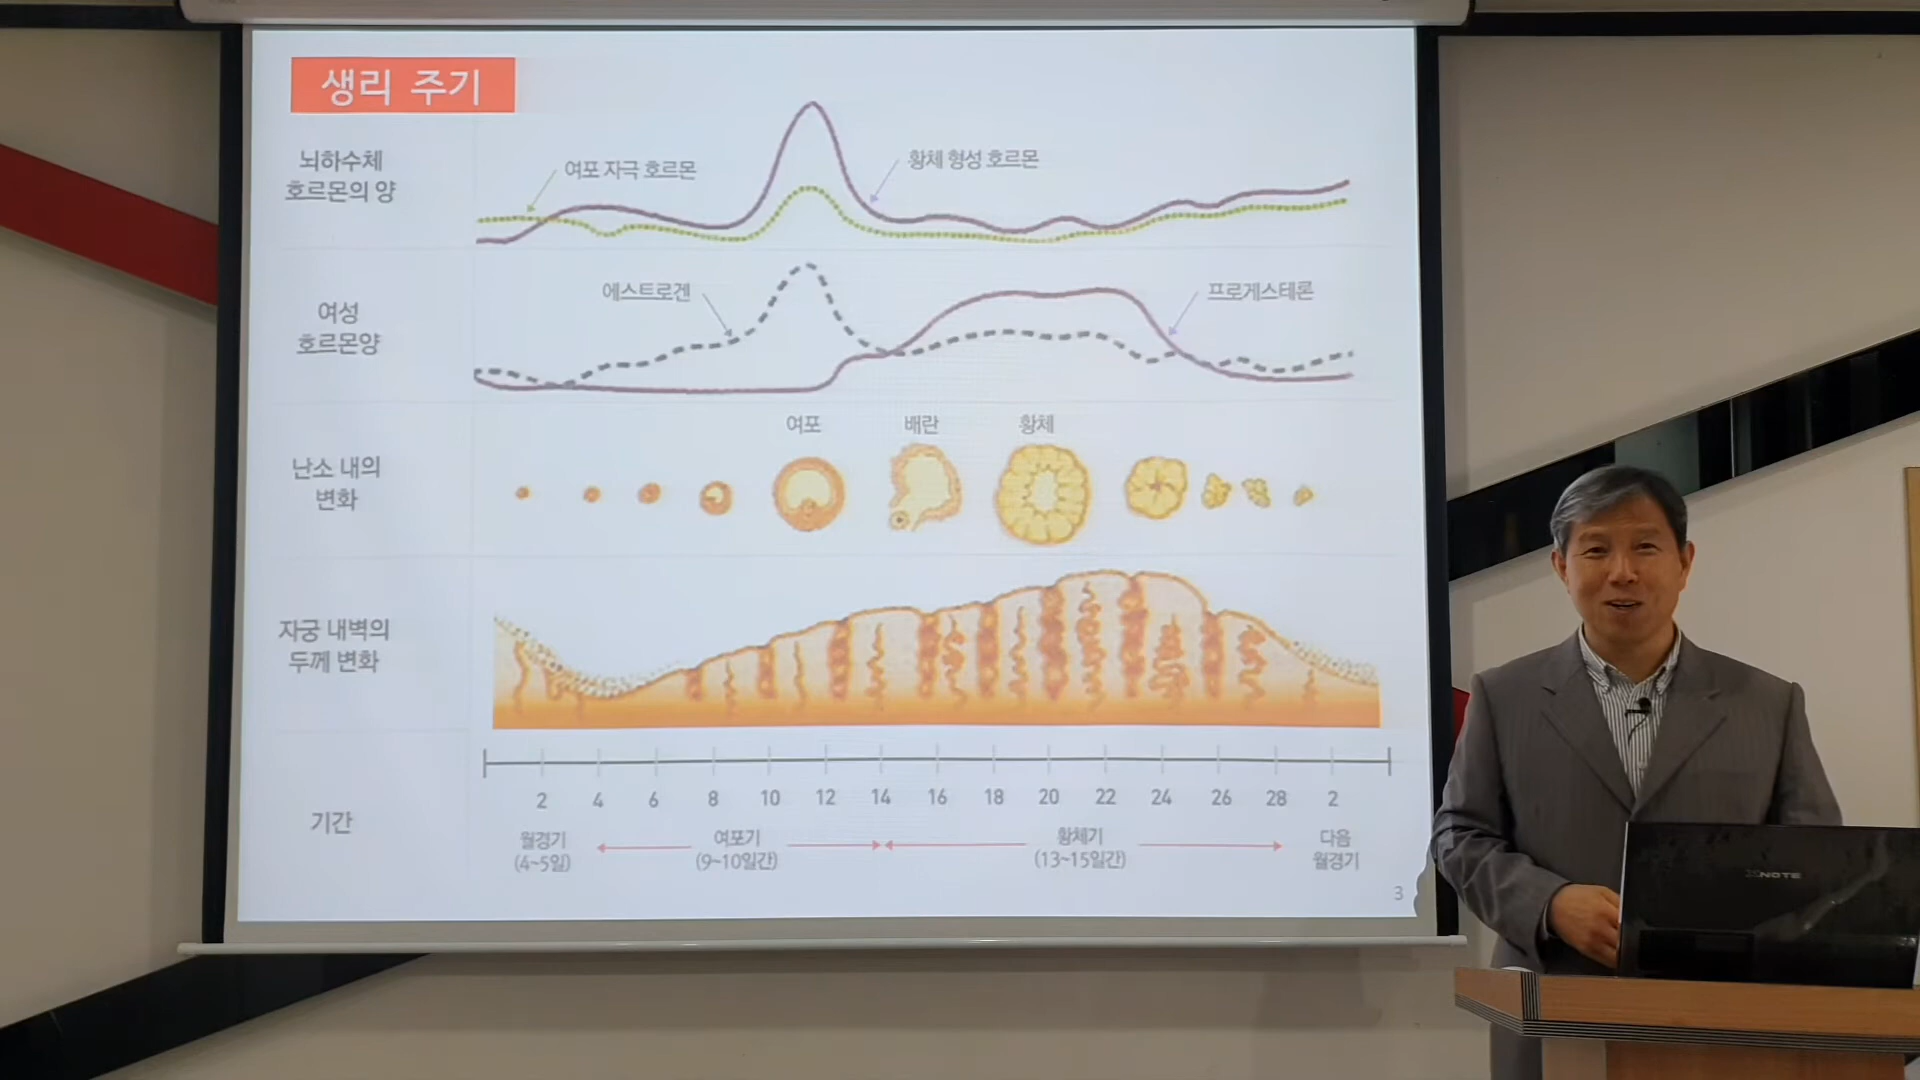 생리 주기
뇌하수체
호르몬의 양
여포 자극 호르몬
황체 형성 호르몬
여성
호르몬양
에스트로겐
프로게스테론
난소 내의
변화
여포
배란
황체
자궁 내벽의
두께 변화
기간
2 4 6 8 10 12 14 16 18 20 22 24 26 28 2
월경기
(4~5일)
여포기
(9~10일간)
황체기
(13~15일간)
다음
월경기
3
XNOTE